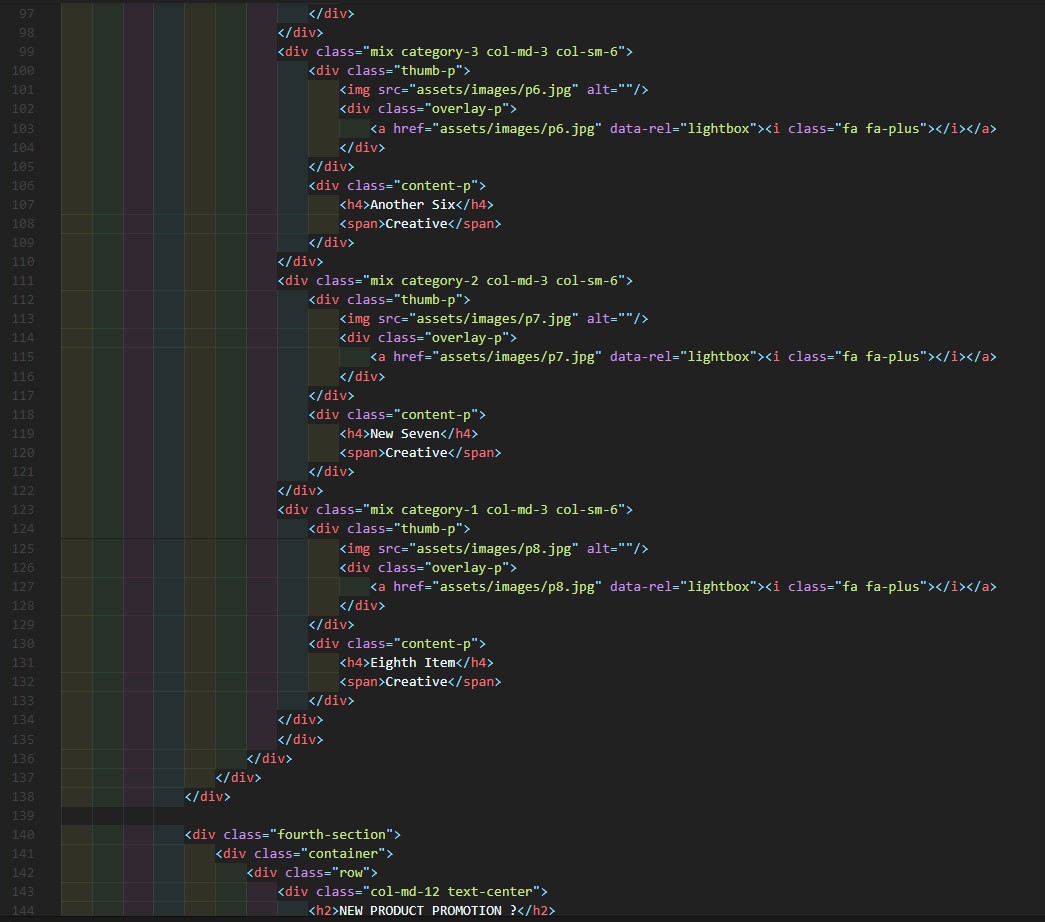 97 </div>
98 </div>
99 <div class="mix category-3 col-md-3 col-sm-6">
100 <div class="thumb-p">
101 <img src="assets/images/p6.jpg" alt=""/>
102 <div class="overlay-p">
103 <a href="assets/images/p6.jpg" data-rel="lightbox"><i class="fa fa-plus"></i></a>
104 </div>
105 </div>
106 <div class="content-p">
107 <h4>Another Six</h4>
108 <span>Creative</span>
109 </div>
110 </div>
111 <div class="mix category-2 col-md-3 col-sm-6">
112 <div class="thumb-p">
113 <img src="assets/images/p7.jpg" alt=""/>
114 <div class="overlay-p">
115 <a href="assets/images/p7.jpg" data-rel="lightbox"><i class="fa fa-plus"></i></a>
116 </div>
117 </div>
118 <div class="content-p">
119 <h4>New Seven</h4>
120 <span>Creative</span>
121 </div>
122 </div>
123 <div class="mix category-1 col-md-3 col-sm-6">
124 <div class="thumb-p">
125 <img src="assets/images/p8.jpg" alt=""/>
126 <div class="overlay-p">
127 <a href="assets/images/p8.jpg" data-rel="lightbox"><i class="fa fa-plus"></i></a>
128 </div>
129 </div>
130 <div class="content-p">
131 <h4>Eighth Item</h4>
132 <span>Creative</span>
133 </div>
134 </div>
135 </div>
136 </div>
137 </div>
138 </div>
139
140 <div class="fourth-section">
141 <div class="container">
142 <div class="row">
143 <div class="col-md-12 text-center">
144 <h2>NEW PRODUCT PROMOTION ?</h2>